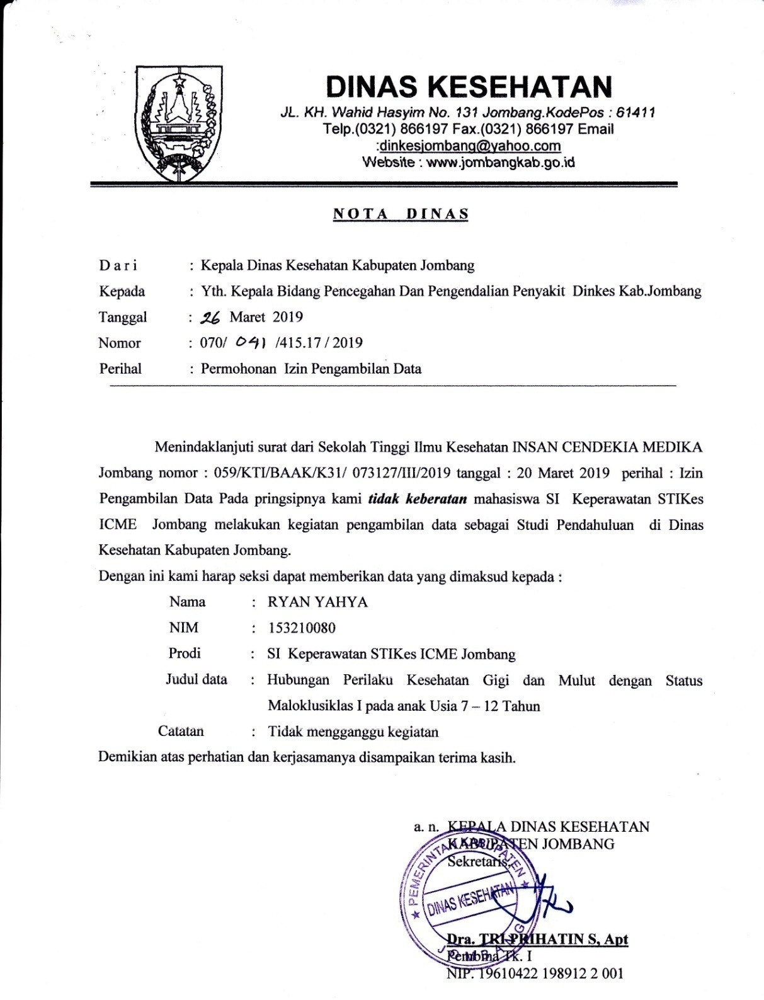 DINAS KESEHATAN
JL. KH. Wahid Hasyim No. 131 Jombang.KodePos : 61411
Telp.(0321) 866197 Fax.(0321) 866197 Email
:dinkesjombang@yahoo.com
Website : www.jombangkab.go.id
NOTA DINAS
Dari : Kepala Dinas Kesehatan Kabupaten Jombang
Kepada : Yth. Kepala Bidang Pencegahan Dan Pengendalian Penyakit Dinkes Kab.Jombang
Tanggal : 26 Maret 2019
Nomor : 070/ 041 /415.17 / 2019
Perihal : Permohonan Izin Pengambilan Data
Menindaklanjuti surat dari Sekolah Tinggi Ilmu Kesehatan INSAN CENDEKIA MEDIKA
Jombang nomor : 059/KTI/BAAK/K31/ 073127/III/2019 tanggal : 20 Maret 2019 perihal : Izin
Pengambilan Data Pada pringsipnya kami tidak keberatan mahasiswa SI Keperawatan STIKes
ICME Jombang melakukan kegiatan pengambilan data sebagai Studi Pendahuluan di Dinas
Kesehatan Kabupaten Jombang.
Dengan ini kami harap seksi dapat memberikan data yang dimaksud kepada :
Nama : RYAN YAHYA
NIM : 153210080
Prodi : SI Keperawatan STIKes ICME Jombang
Judul data : Hubungan Perilaku Kesehatan Gigi dan Mulut dengan Status
Maloklusiklas I pada anak Usia 7 – 12 Tahun
Catatan : Tidak mengganggu kegiatan
Demikian atas perhatian dan kerjasamanya disampaikan terima kasih.
a. n. KEPALA DINAS KESEHATAN
KABUPATEN JOMBANG
Sekretaris,
PEMERINTAH KABUPATEN
DINAS KESEHATAN
JOMBANG
Dra. TRI PRIHATIN S, Apt
Pembina Tk. I
NIP. 19610422 198912 2 001